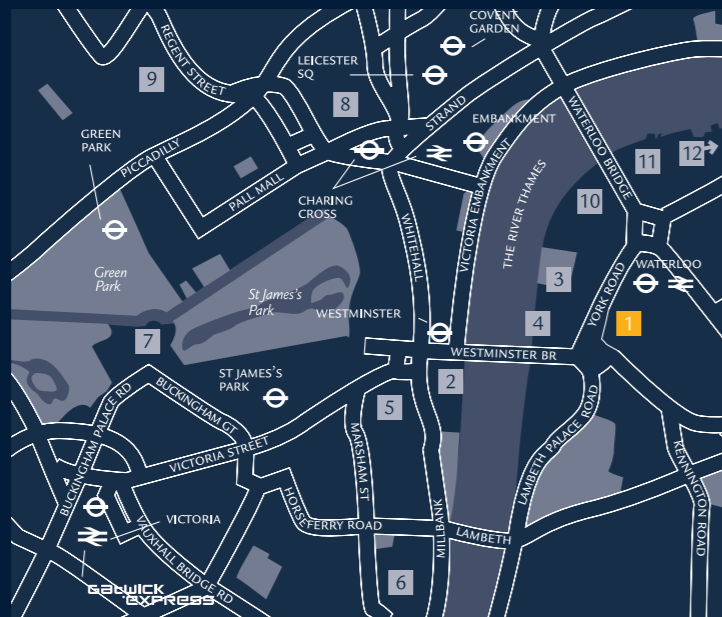 COVENT
GARDEN
LEICESTER
SQ
REGENT STREET
9
8
STRAND
EMBANKMENT
GREEN
PARK
PICCADILLY
PALL MALL
CHARING
CROSS
WATERLOO BRIDGE
11
12
10
WHITEHALL
VICTORIA EMBANKMENT
THE RIVER THAMES
Green
Park
St James's
Park
WESTMINSTER
3
YORK ROAD
WATERLOO
1
4
7
WESTMINSTER BR
ST JAMES'S
PARK
2
5
BUCKINGHAM PALACE RD
BUCKINGHAM GT
VICTORIA STREET
MARSHAM ST
LAMBETH PALACE ROAD
KENNINGTON ROAD
HORSEFERRY ROAD
MILLBANK
LAMBETH
VICTORIA
VAUXHALL BRIDGE RD
6
GATWICK
EXPRESS